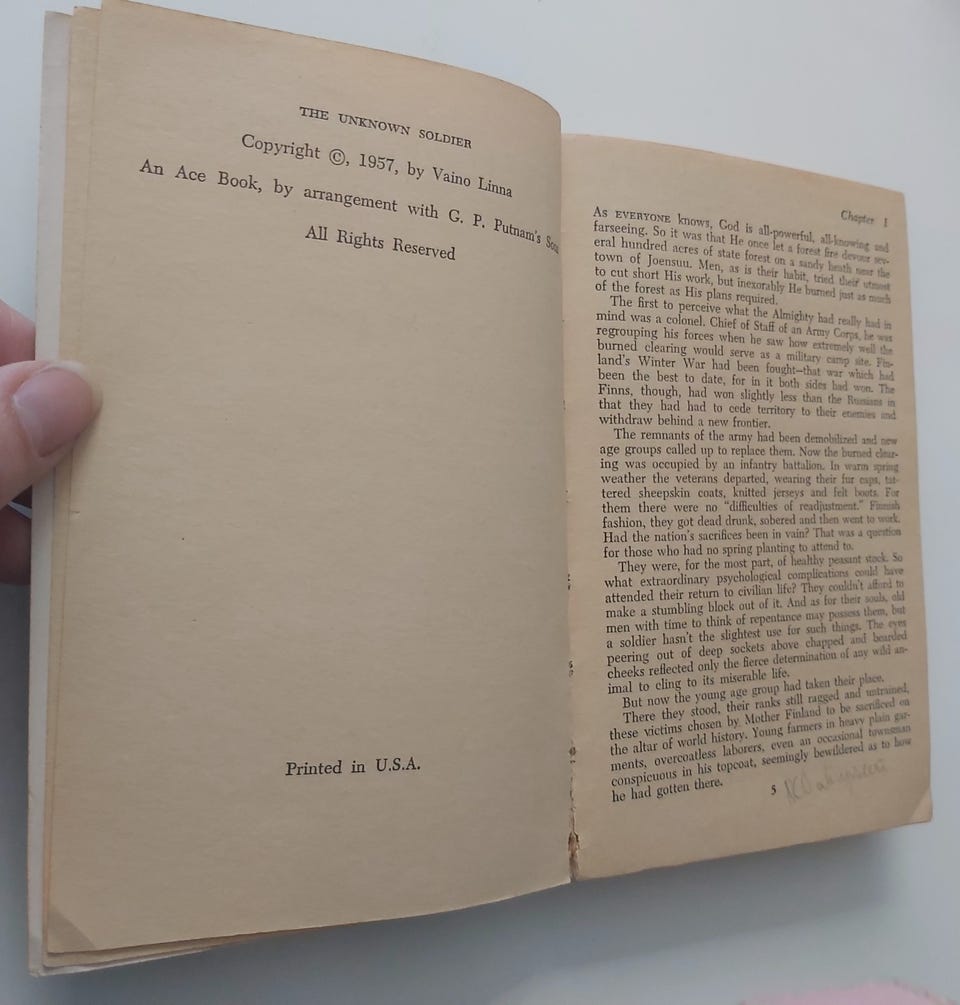 THE UNKNOWN SOLDIER
Copyright ©, 1957, by Vaino Linna
An Ace Book, by arrangement with G. P. Putnam's Sons
All Rights Reserved
Printed in U.S.A.
Chapter 1
As EVERYONE knows, God is all-powerful, all-knowing and
farseeing. So it was that He once let a forest fire devour sev-
eral hundred acres of state forest on a sandy heath near the
town of Joensuu. Men, as is their habit, tried their utmost
to cut short His work, but inexorably He burned just as much
of the forest as His plans required.
The first to perceive what the Almighty had really had in
mind was a colonel. Chief of Staff of an Army Corps, he was
regrouping his forces when he saw how extremely well the
burned clearing would serve as a military camp site. Fin-
land's Winter War had been fought—that war which had
been the best to date, for in it both sides had won. The
Finns, though, had won slightly less than the Russians in
that they had had to cede territory to their enemies and
withdraw behind a new frontier.
The remnants of the army had been demobilized and new
age groups called up to replace them. Now the burned clear-
ing was occupied by an infantry battalion. In warm spring
weather the veterans departed, wearing their fur caps, tat-
tered sheepskin coats, knitted jerseys and felt boots. For
them there were no "difficulties of readjustment." Finnish
fashion, they got dead drunk, sobered and then went to work.
Had the nation's sacrifices been in vain? That was a question
for those who had no spring planting to attend to.
They were, for the most part, of healthy peasant stock. So
what extraordinary psychological complications could have
attended their return to civilian life? They couldn't afford to
make a stumbling block out of it. And as for their souls, old
men with time to think of repentance may possess them, but
a soldier hasn't the slightest use for such things. The eyes
peering out of deep sockets above chapped and bearded
cheeks reflected only the fierce determination of any wild an-
imal to cling to its miserable life.
But now the young age group had taken their place.
There they stood, their ranks still ragged and untrained,
these victims chosen by Mother Finland to be sacrificed on
the altar of world history. Young farmers in heavy plain gar-
ments, overcoatless laborers, even an occasional townsman
conspicuous in his topcoat, seemingly bewildered as to how
he had gotten there.
5